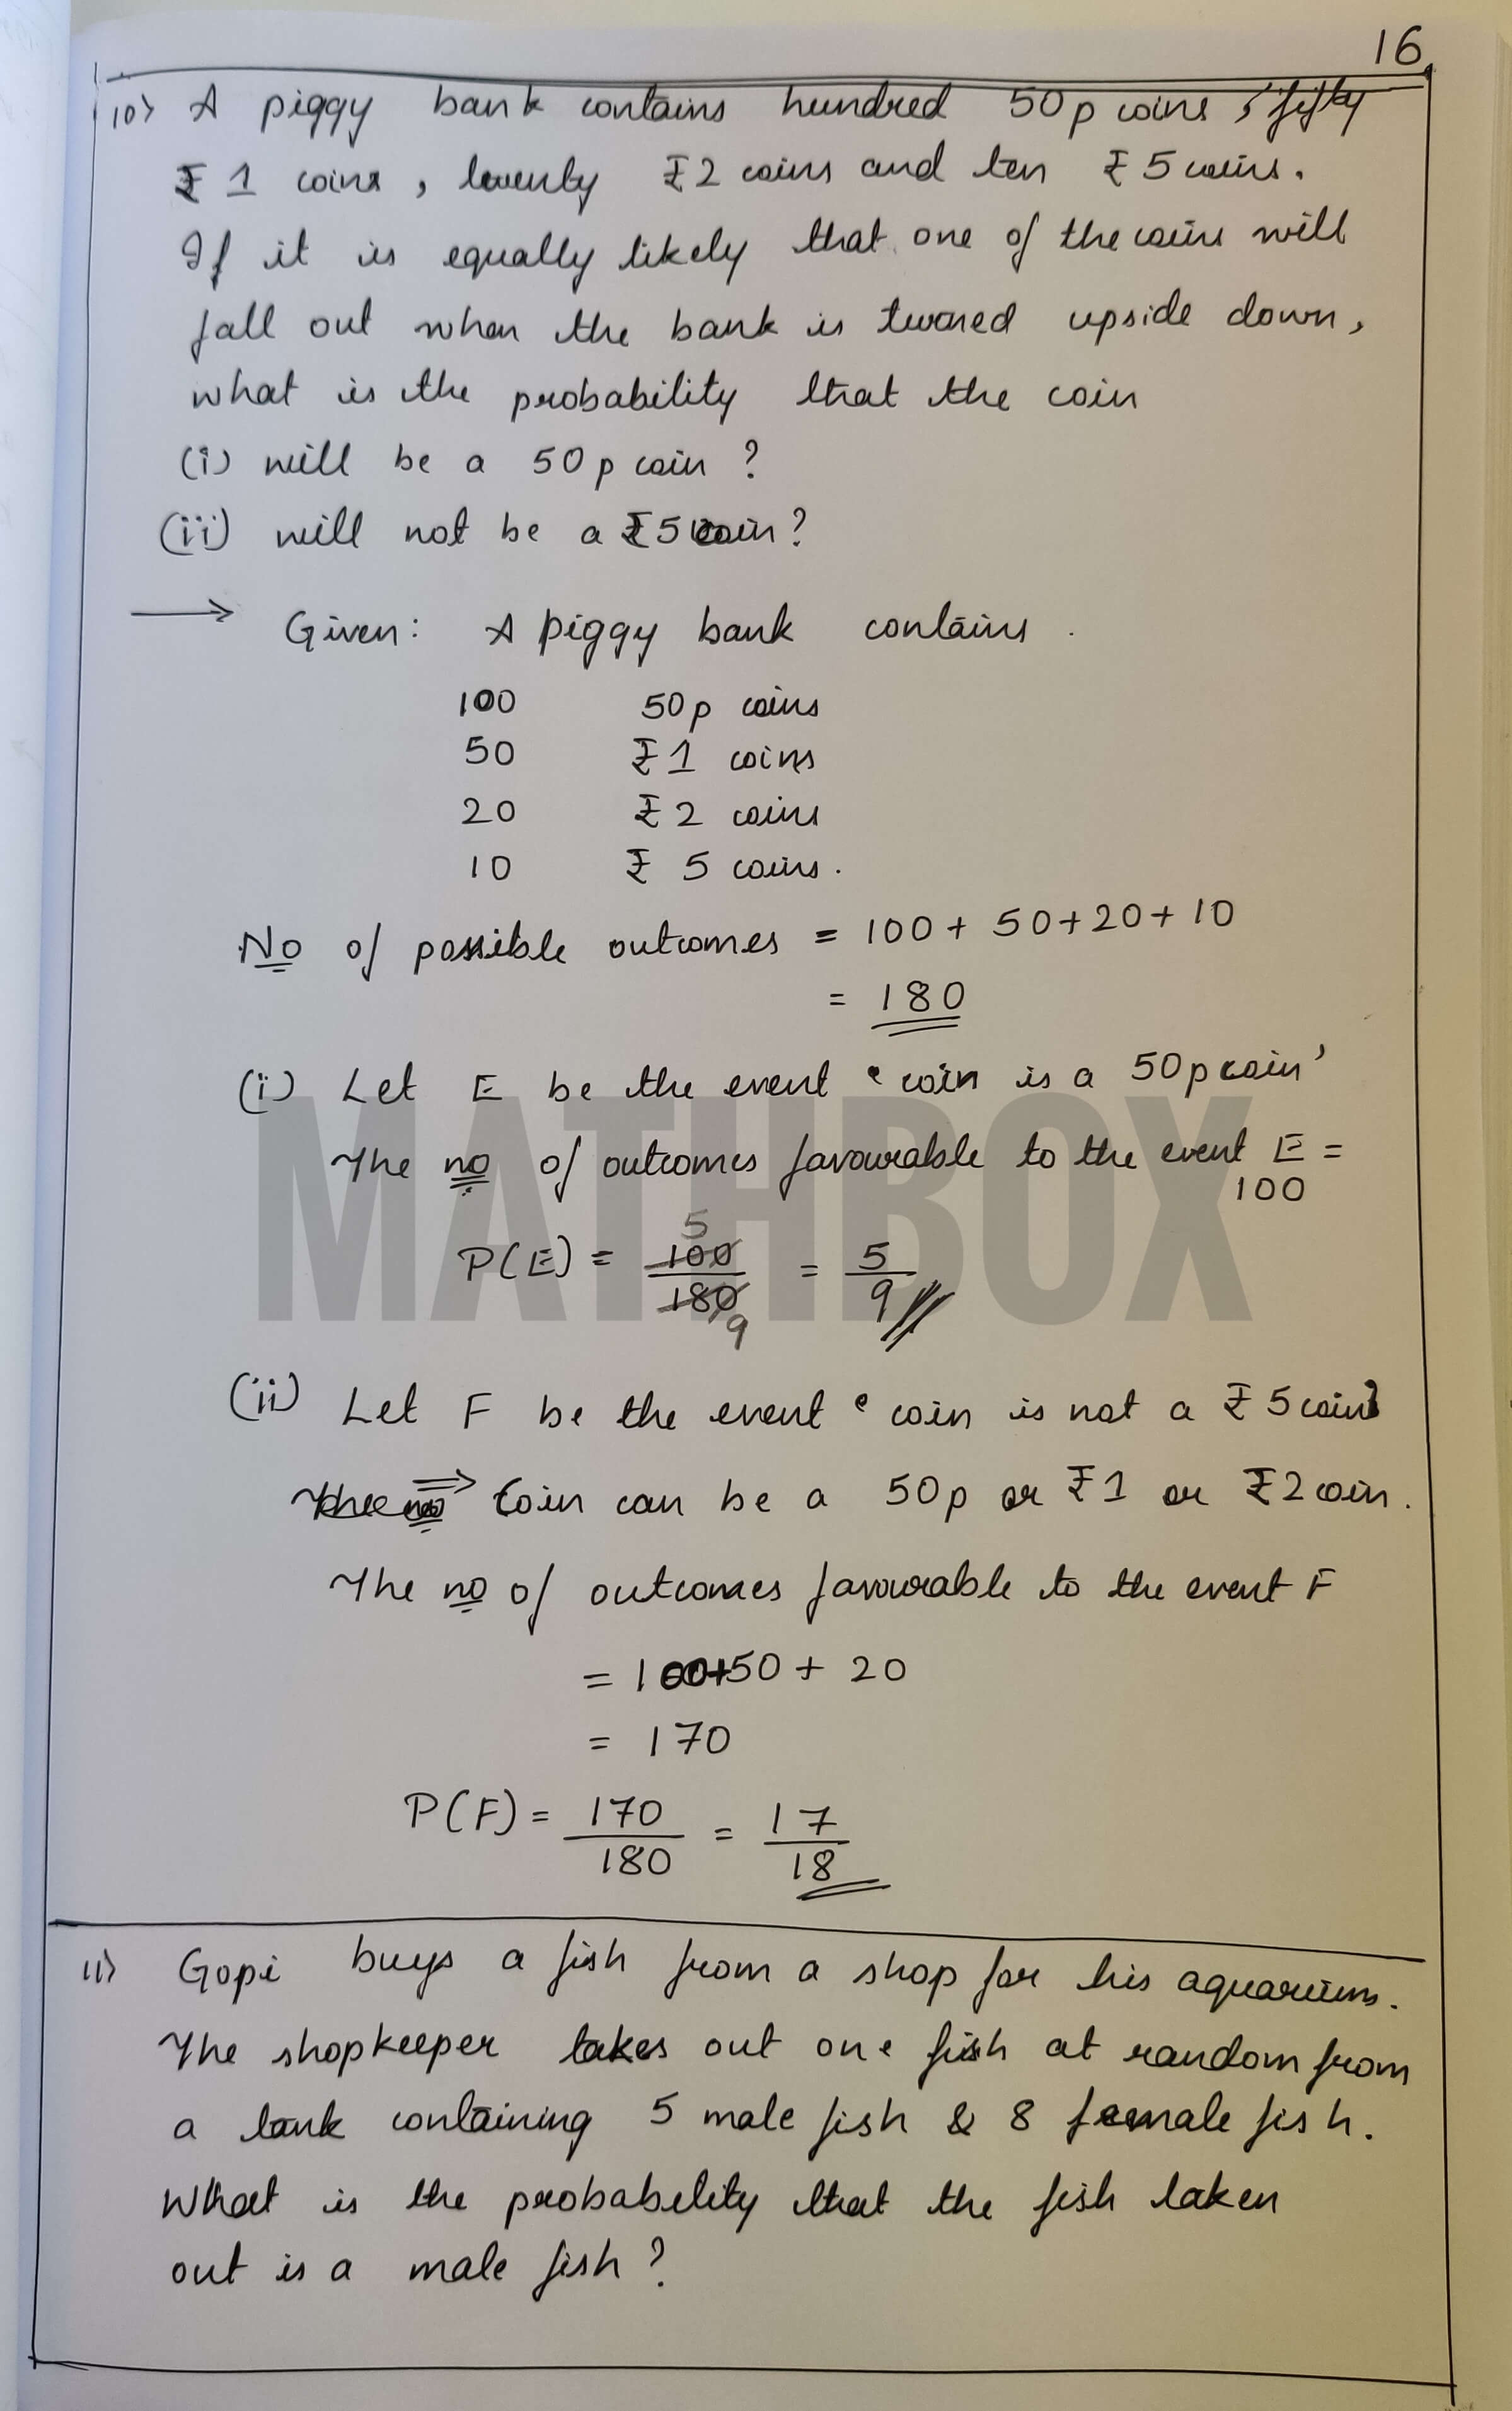 16
10) A piggy bank contains hundred 50p coins, fifty
₹1 coins, twenty ₹2 coins and ten ₹5 coins.
If it is equally likely that one of the coins will
fall out when the bank is turned upside down,
what is the probability that the coin
(i) will be a 50p coin?
(ii) will not be a ₹5 coin?
→ Given: A piggy bank contains.
100 50p coins
50 ₹1 coins
20 ₹2 coins
10 ₹5 coins.
No of possible outcomes = 100 + 50 + 20 + 10
= 180
(i) Let E be the event 'coin is a 50p coin'
The no of outcomes favourable to the event E =
100
MATHBOX
P(E) = 100/180 = 5/9
5
9
(ii) Let F be the event 'coin is not a ₹5 coin'
⇒ Coin can be a 50p or ₹1 or ₹2 coin.
The no of outcomes favourable to the event F
= 100+50 + 20
= 170
P(F) = 170/180 = 17/18
11) Gopi buys a fish from a shop for his aquarium.
The shopkeeper takes out one fish at random from
a tank containing 5 male fish & 8 female fish.
What is the probability that the fish taken
out is a male fish?